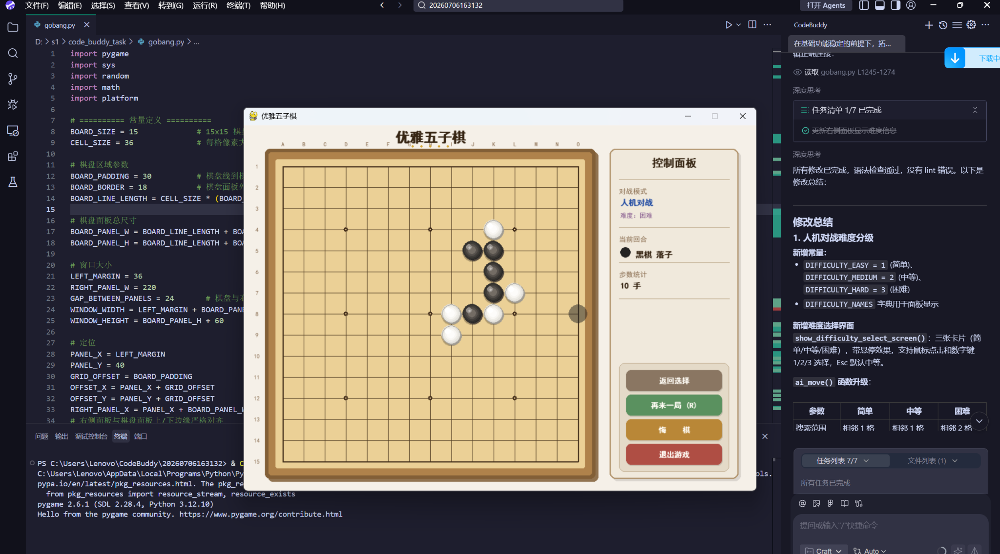 文件(F) 编辑(E) 选择(S) 查看(V) 转到(G) 运行(R) 终端(T) 帮助(H)
20260706163132
打开 Agents
gobang.py
D: > s1 > code_buddy_task > gobang.py > ...
1 import pygame
2 import sys
3 import random
4 import math
5 import platform
6
7 # ========== 常量定义 ==========
8 BOARD_SIZE = 15 # 15x15
9 CELL_SIZE = 36 # 每格像素
10
11 # 棋盘区域参数
12 BOARD_PADDING = 30 # 棋盘线到
13 BOARD_BORDER = 18 # 棋盘面板
14 BOARD_LINE_LENGTH = CELL_SIZE * (BOARD_
15
16 # 棋盘面板总尺寸
17 BOARD_PANEL_W = BOARD_LINE_LENGTH + BOA
18 BOARD_PANEL_H = BOARD_LINE_LENGTH + BOA
19
20 # 窗口大小
21 LEFT_MARGIN = 36
22 RIGHT_PANEL_W = 220
23 GAP_BETWEEN_PANELS = 24 # 棋盘与
24 WINDOW_WIDTH = LEFT_MARGIN + BOARD_PANE
25 WINDOW_HEIGHT = BOARD_PANEL_H + 60
26
27 # 定位
28 PANEL_X = LEFT_MARGIN
29 PANEL_Y = 40
30 GRID_OFFSET = BOARD_PADDING
31 OFFSET_X = PANEL_X + GRID_OFFSET
32 OFFSET_Y = PANEL_Y + GRID_OFFSET
33 RIGHT_PANEL_X = PANEL_X + BOARD_PANEL_W
34 # 右侧面板与棋盘面板上/下边缘严格对齐
优雅五子棋
优雅五子棋
A B C D E F G H I J K L M N O
1
2
3
4
5
6
7
8
9
10
11
12
13
14
15
控制面板
对战模式
人机对战
难度: 困难
当前回合
黑棋 落子
步数统计
10 手
返回选择
再来一局 (R)
悔 棋
退出游戏
问题 输出 调试控制台 终端 端口
PS C:\Users\Lenovo\CodeBuddy\20260706163132> & C
C:\Users\Lenovo\AppData\Local\Programs\Python\Py
ols.
pypa.io/en/latest/pkg_resources.html. The pkg_re
from pkg_resources import resource_stream, resource_exists
pygame 2.6.1 (SDL 2.28.4, Python 3.12.10)
Hello from the pygame community. https://www.pygame.org/contribute.html
CodeBuddy
在基础功能稳定的前提下，拓...
辑正确连接：
下载中
读取 gobang.py L1245-1274
深度思考
任务清单 1/7 已完成
更新右侧面板显示难度信息
深度思考
所有修改已完成，语法检查通过，没有 lint 错误。以下是
修改总结：
修改总结
1. 人机对战难度分级
新增常量：
• DIFFICULTY_EASY = 1 (简单)、
DIFFICULTY_MEDIUM = 2 (中等)、
DIFFICULTY_HARD = 3 (困难)
• DIFFICULTY_NAMES 字典用于面板显示
新增难度选择界面
show_difficulty_select_screen() ：三张卡片（简
单/中等/困难），带悬停效果，支持鼠标点击和数字键
1/2/3 选择，Esc 默认中等。
ai_move() 函数升级：
参数 简单 中等 困难
搜索范围 相邻 1 格 相邻 1 格 相邻 2 格
任务列表 7/7
文件列表 (1)
所有任务已完成
提问或输入"/"快捷命令
Craft
Auto